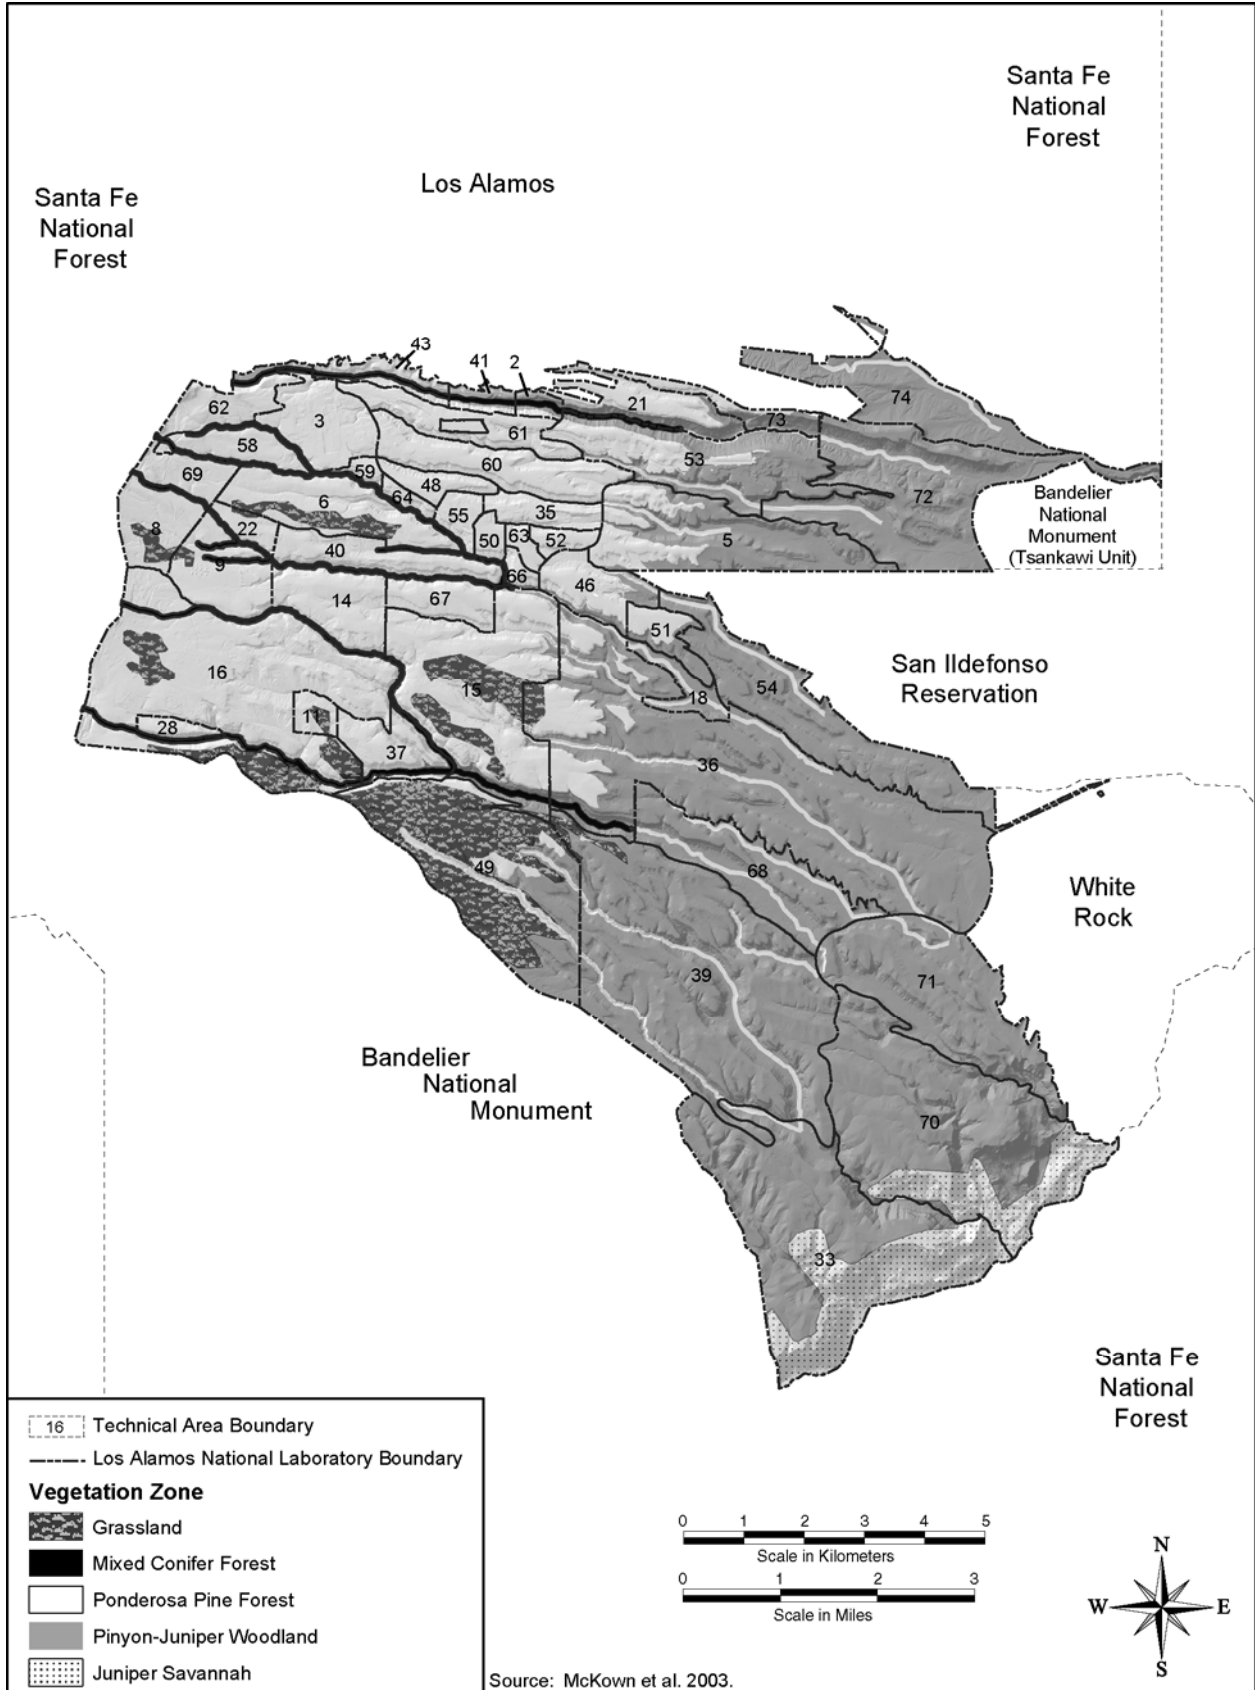 Santa Fe
National
Forest
Los Alamos
Santa Fe
National
Forest
43
41
2
62
3
21
74
73
61
58
53
60
59
69
48
64
72
6
55
35
Bandelier
National
Monument
(Tsankawi Unit)
8
22
50
63
52
5
40
9
66
46
14
67
51
16
15
18
54
San Ildefonso
Reservation
11
28
37
36
49
68
White
Rock
39
71
Bandelier
National
Monument
70
33
Santa Fe
National
Forest
16 Technical Area Boundary
Los Alamos National Laboratory Boundary
Vegetation Zone
Grassland
Mixed Conifer Forest
Ponderosa Pine Forest
Pinyon-Juniper Woodland
Juniper Savannah
0 1 2 3 4 5
Scale in Kilometers
0 1 2 3
Scale in Miles
N
W E
S
Source: McKown et al. 2003.